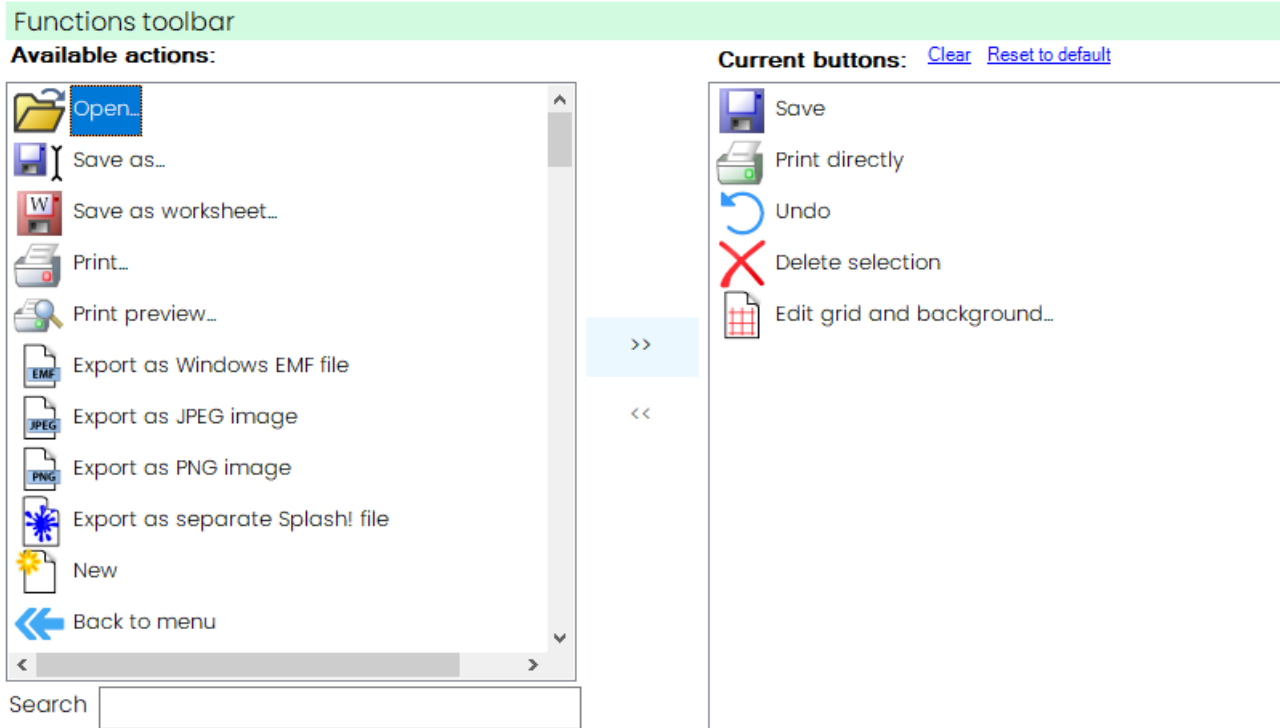 Functions toolbar
Available actions:
Open...
Save as...
W
Save as worksheet...
Print...
Print preview...
EMF
Export as Windows EMF file
JPEG
Export as JPEG image
PNG
Export as PNG image
Export as separate Splash! file
New
Back to menu
Search
>>
<<
Current buttons: Clear Reset to default
Save
Print directly
Undo
Delete selection
Edit grid and background...